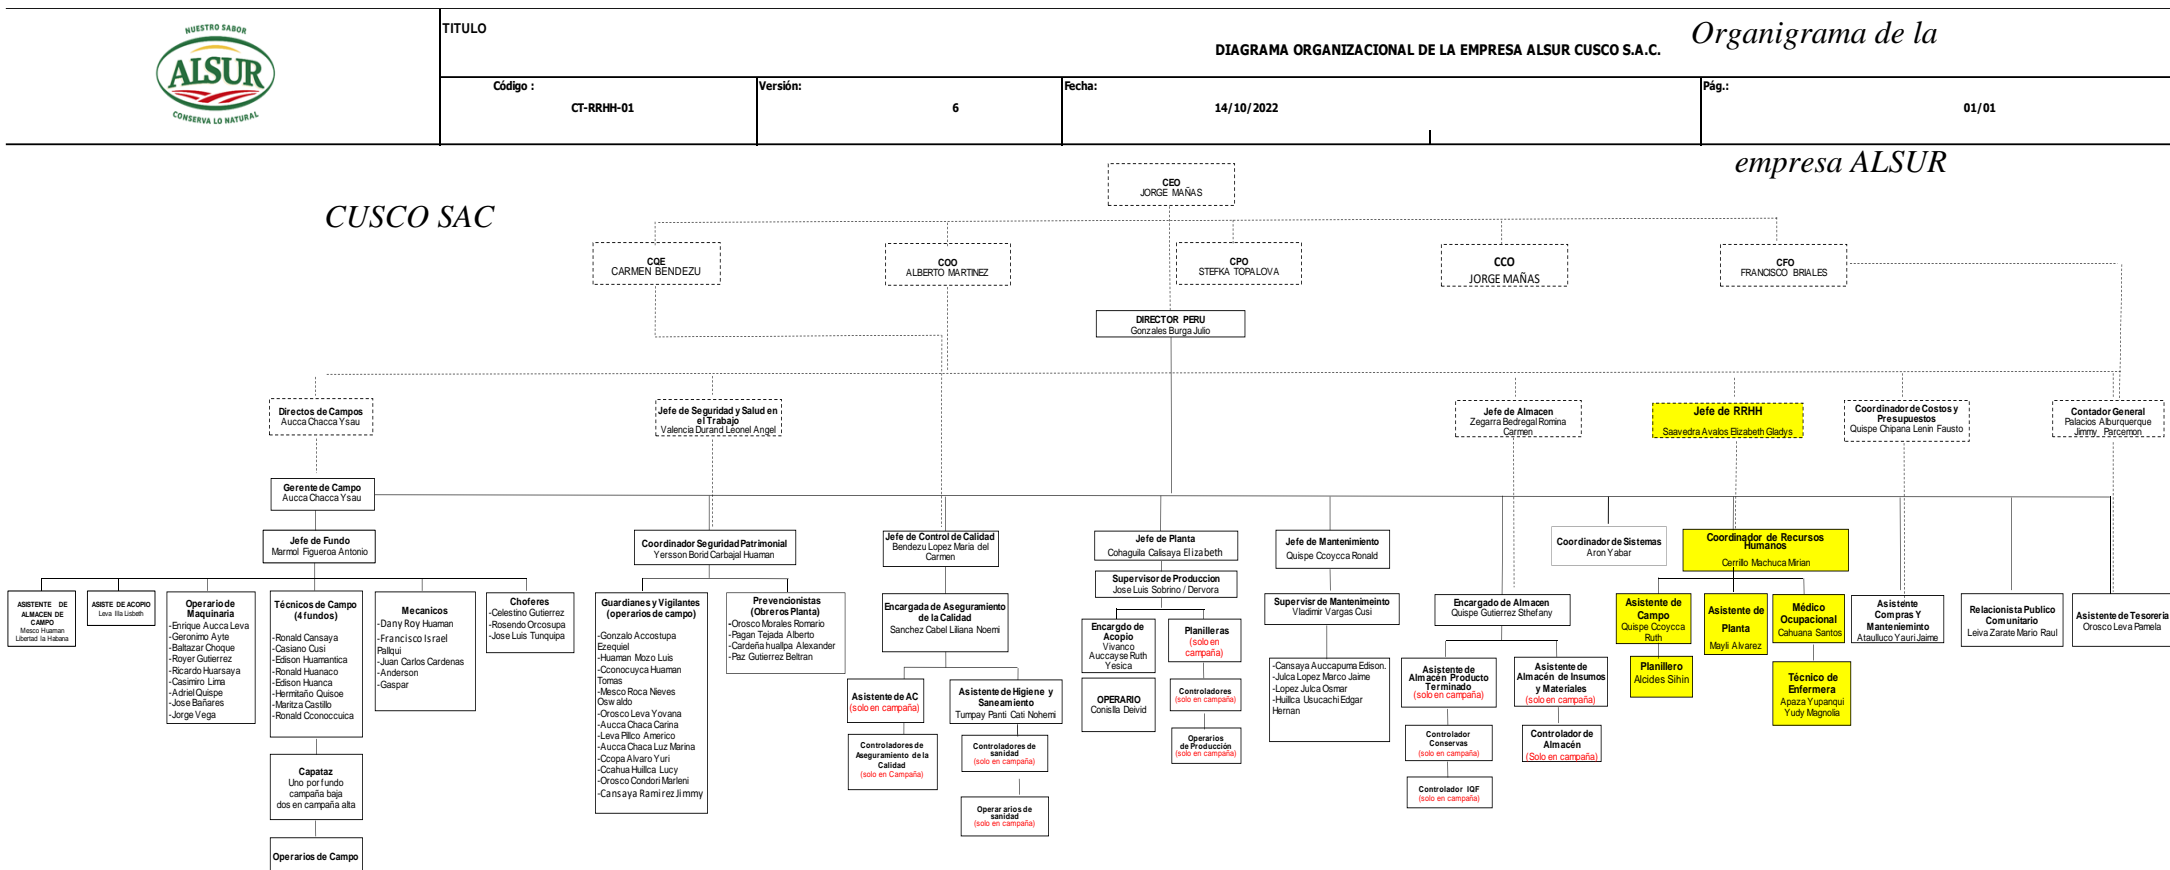 NUESTRO SABOR
ALSUR
CONSERVA LO NATURAL
TITULO
DIAGRAMA ORGANIZACIONAL DE LA EMPRESA ALSUR CUSCO S.A.C.
Organigrama de la
Código :
CT-RRHH-01
Versión:
6
Fecha:
14/10/2022
Pág.:
01/01
empresa ALSUR
CUSCO SAC
CEO
JORGE MAÑAS
CQE
CARMEN BENDEZU
COO
ALBERTO MARTINEZ
CPO
STEFKA TOPALOVA
CCO
JORGE MAÑAS
CFO
FRANCISCO BRIALES
DIRECTOR PERU
Gonzales Burga Julio
Directos de Campos
Aucca Chacca Ysau
Jefe de Seguridad y Salud en
el Trabajo
Valencia Durand Leonel Angel
Jefe de Almacen
Zegarra Bedregal Romina
Carmen
Jefe de RRHH
Saavedra Avalos Elizabeth Gladys
Coordinador de Costos y
Presupuestos
Quispe Chipana Lenin Fausto
Contador General
Palacios Alburquerque
Jimmy Parcemon
Gerente de Campo
Aucca Chacca Ysau
Jefe de Fundo
Marmol Figueroa Antonio
Coordinador Seguridad Patrimonial
Yersson Borid Carbajal Huaman
Jefe de Control de Calidad
Bendezu Lopez Maria del
Carmen
Jefe de Planta
Cohaguila Calisaya Elizabeth
Jefe de Mantenimiento
Quispe Ccoycca Ronald
Coordinador de Sistemas
Aron Yabar
Coordinador de Recursos
Humanos
Cerrillo Machuca Mirian
ASISTENTE DE
ALMACEN DE
CAMPO
Mesco Huaman
Libertad la Habana
ASISTE DE ACOPIO
Leva Illa Lisbeth
Operario de
Maquinaria
-Enrique Aucca Leva
-Geronimo Ayte
-Baltazar Choque
-Royer Gutierrez
-Ricardo Huarsaya
-Casimiro Lima
-Adriel Quispe
-Jose Bañares
-Jorge Vega
Técnicos de Campo
(4 fundos)
-Ronald Cansaya
-Casiano Cusi
-Edison Huamantica
-Ronald Huanaco
-Edison Huanca
-Hermitaño Quisoe
-Maritza Castillo
-Ronald Cconoccuica
Mecanicos
-Dany Roy Huaman
-Francisco Israel
Pallqui
-Juan Carlos Cardenas
-Anderson
-Gaspar
Choferes
-Celestino Gutierrez
-Rosendo Orcosupa
-Jose Luis Tunquipa
Guardianes y Vigilantes
(operarios de campo)
-Gonzalo Accostupa
Ezequiel
-Huaman Mozo Luis
-Cconocuyca Huaman
Tomas
-Mesco Roca Nieves
Oswaldo
-Orosco Leva Yovana
-Aucca Chaca Carina
-Leva Pillco Americo
-Aucca Chaca Luz Marina
-Ccopa Alvaro Yuri
-Ccahua Huillca Lucy
-Orosco Condori Marleni
-Cansaya Ramirez Jimmy
Prevencionistas
(Obreros Planta)
-Orosco Morales Romario
-Pagan Tejada Alberto
-Cardeña huallpa Alexander
-Paz Gutierrez Beltran
Encargada de Aseguramiento
de la Calidad
Sanchez Cabel Liliana Noemi
Supervisor de Produccion
Jose Luis Sobrino / Dervora
Encargdo de
Acopio
Vivanco
Auccayse Ruth
Yesica
Planilleras
(solo en
campaña)
Supervisr de Mantenimeinto
Vladimir Vargas Cusi
Encargado de Almacen
Quispe Gutierrez Sthefany
Asistente de
Campo
Quispe Ccoycca
Ruth
Asistente de
Planta
Mayli Alvarez
Médico
Ocupacional
Cahuana Santos
Asistente
Compras Y
Mantenieminto
Ataulluco Yauri Jaime
Relacionista Publico
Comunitario
Leiva Zarate Mario Raul
Asistente de Tesoreria
Orosco Leva Pamela
Asistente de AC
(solo en campaña)
Asistente de Higiene y
Saneamiento
Tumpay Panti Cati Nohemi
OPERARIO
Conislla Deivid
Controladores
(solo en campaña)
-Cansaya Auccapuma Edison.
-Julca Lopez Marco Jaime
-Lopez Julca Osmar
-Huillca Usucachi Edgar
Hernan
Asistente de
Almacén Producto
Terminado
(solo en campaña)
Asistente de
Almacén de Insumos
y Materiales
(solo en campaña)
Planillero
Alcides Sihin
Técnico de
Enfermera
Apaza Yupanqui
Yudy Magnolia
Controladores de
Aseguramiento de la
Calidad
(solo en Campaña)
Controladores de
sanidad
(solo en campaña)
Operarios
de Producción
(solo en campaña)
Controlador
Conservas
(solo en campaña)
Controlador de
Almacén
(Solo en campaña)
Capataz
Uno por fundo
campaña baja
dos en campaña alta
Operar arios de
sanidad
(solo en campaña)
Controlador IQF
(solo en campaña)
Operarios de Campo